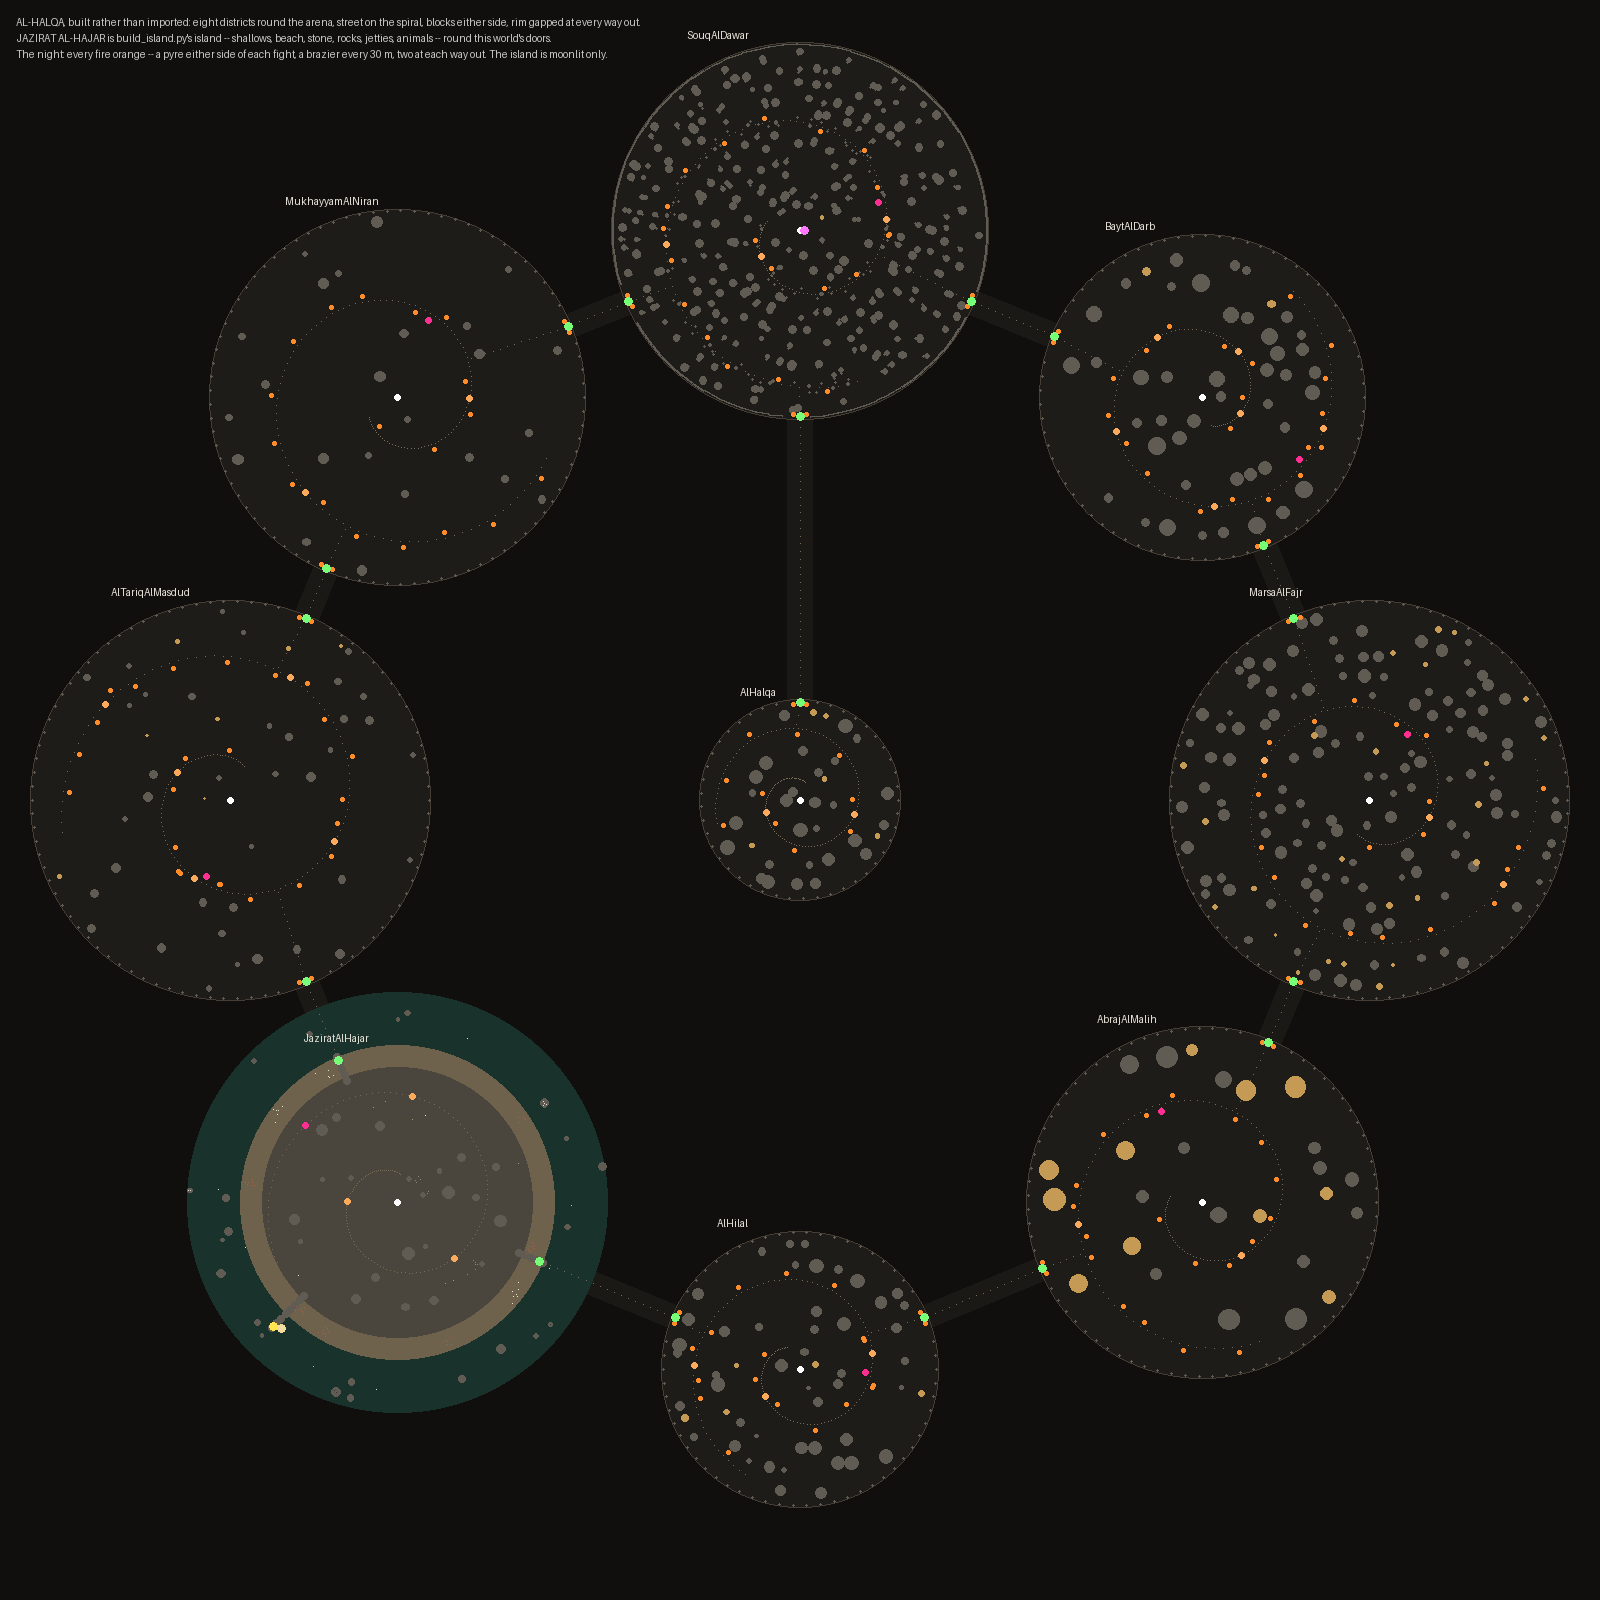 AL-HALQA, built rather than imported: eight districts round the arena, street on the spiral, blocks either side, rim gapped at every way out.
JAZIRAT AL-HAJAR is build_island.py's island -- shallows, beach, stone, rocks, jetties, animals -- round this world's doors.
The night: every fire orange -- a pyre either side of each fight, a brazier every 30 m, two at each way out. The island is moonlit only.
SouqAlDawar
MukhayyamAlNiran
BaytAlDarb
AlTariqAlMasdud
MarsaAlFajr
AlHalqa
AbrajAlMalih
JaziratAlHajar
AlHilal